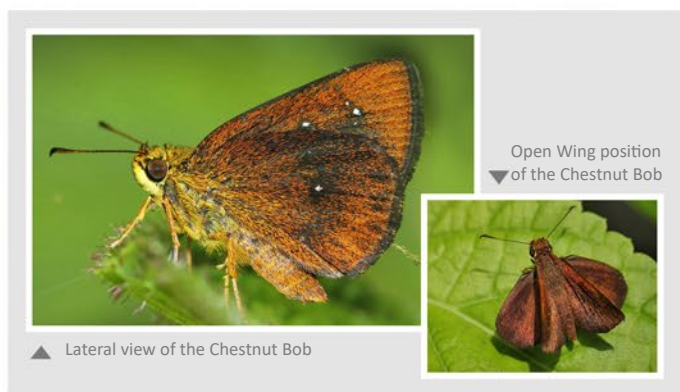 Open Wing position
of the Chestnut Bob
Lateral view of the Chestnut Bob